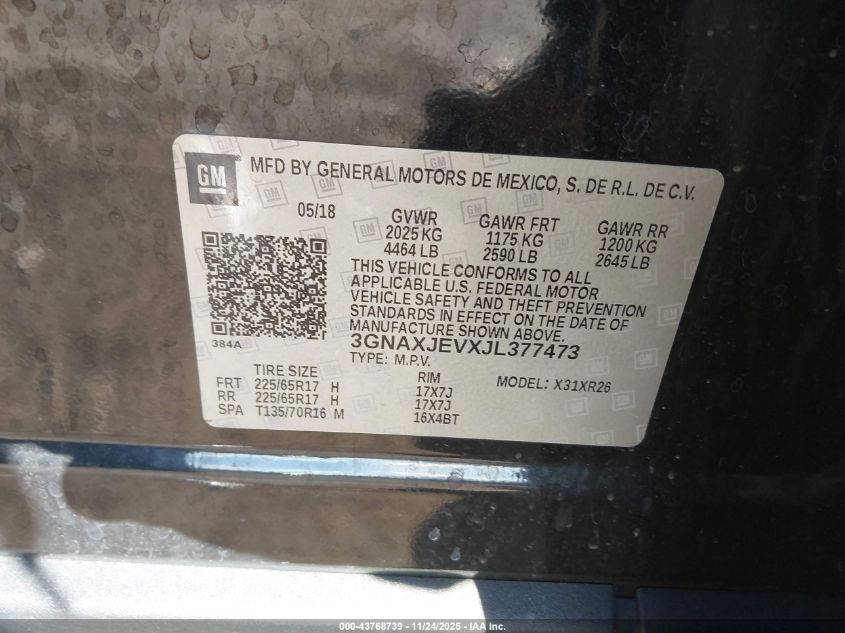 GM
MFD BY GENERAL MOTORS DE MEXICO, S. DE R.L. DE C.V.
05/18
GVWR GAWR FRT GAWR RR
2025 KG 1175 KG 1200 KG
4464 LB 2590 LB 2645 LB
THIS VEHICLE CONFORMS TO ALL
APPLICABLE U.S. FEDERAL MOTOR
VEHICLE SAFETY AND THEFT PREVENTION
STANDARDS IN EFFECT ON THE DATE OF
MANUFACTURE SHOWN ABOVE.
384A
3GNAXJEVXJL377473
TYPE: M.P.V.
TIRE SIZE RIM MODEL: X31XR26
FRT 225/65R17 H 17X7J
RR 225/65R17 H 17X7J
SPA T135/70R16 M 16X4BT
000-43768739 - 11/24/2025 - IAA, Inc.